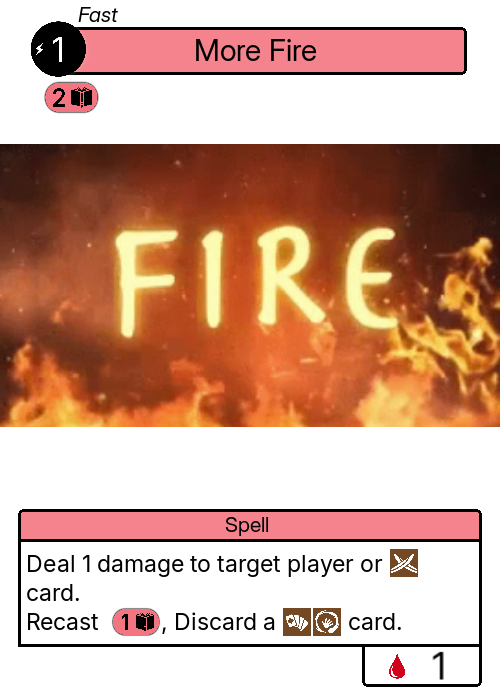 Fast
1 More Fire
2
FIRE
Spell
Deal 1 damage to target player or
card.
Recast 1 , Discard a card.
1